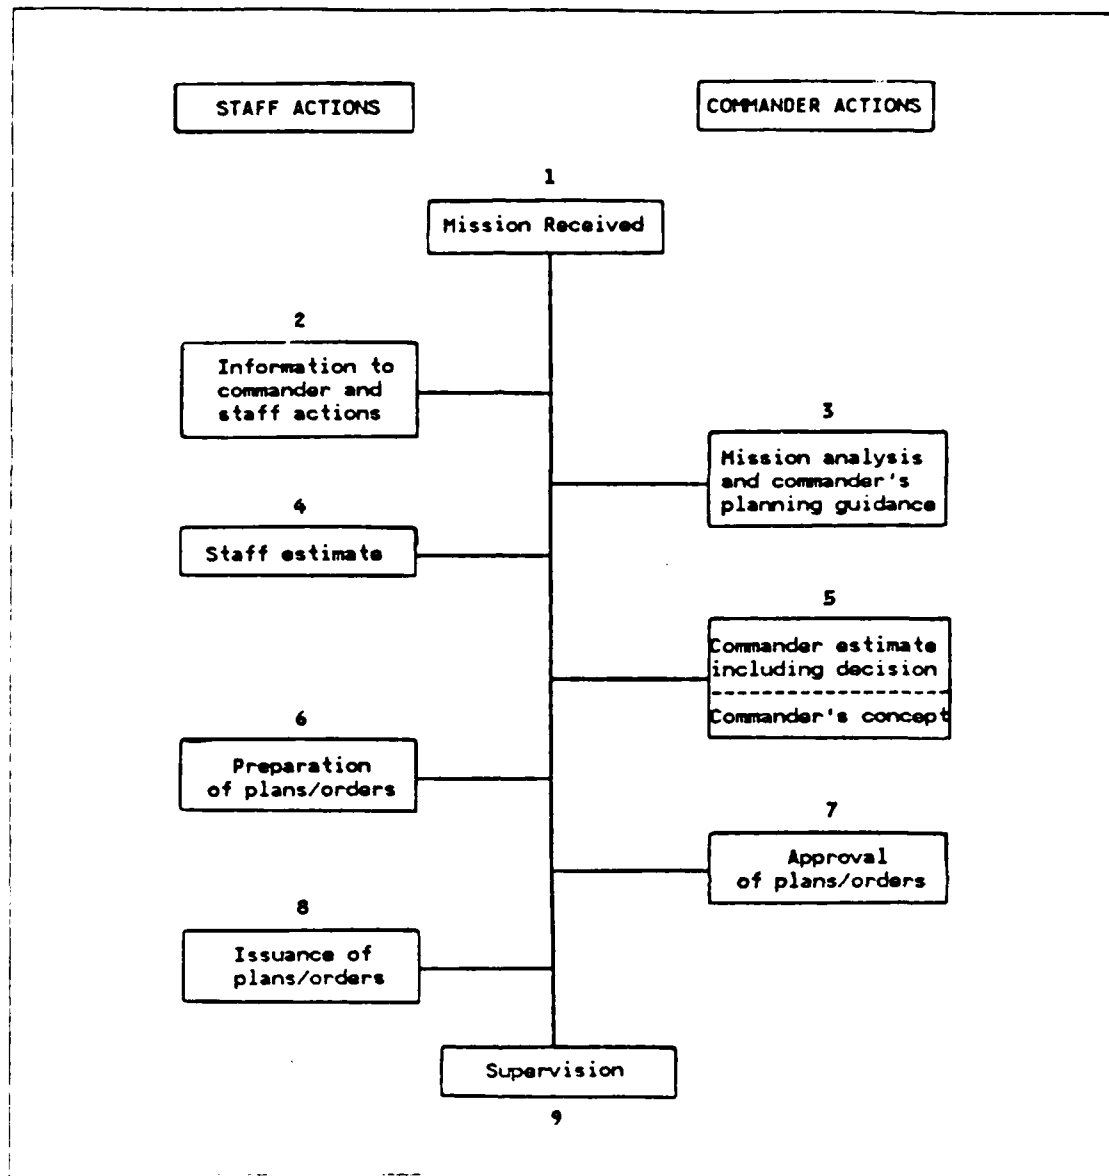 STAFF ACTIONS
COMMANDER ACTIONS
1
Mission Received
2
Information to
commander and
staff actions
3
Mission analysis
and commander's
planning guidance
4
Staff estimate
5
Commander estimate
including decision
Commander's concept
6
Preparation
of plans/orders
7
Approval
of plans/orders
8
Issuance of
plans/orders
Supervision
9